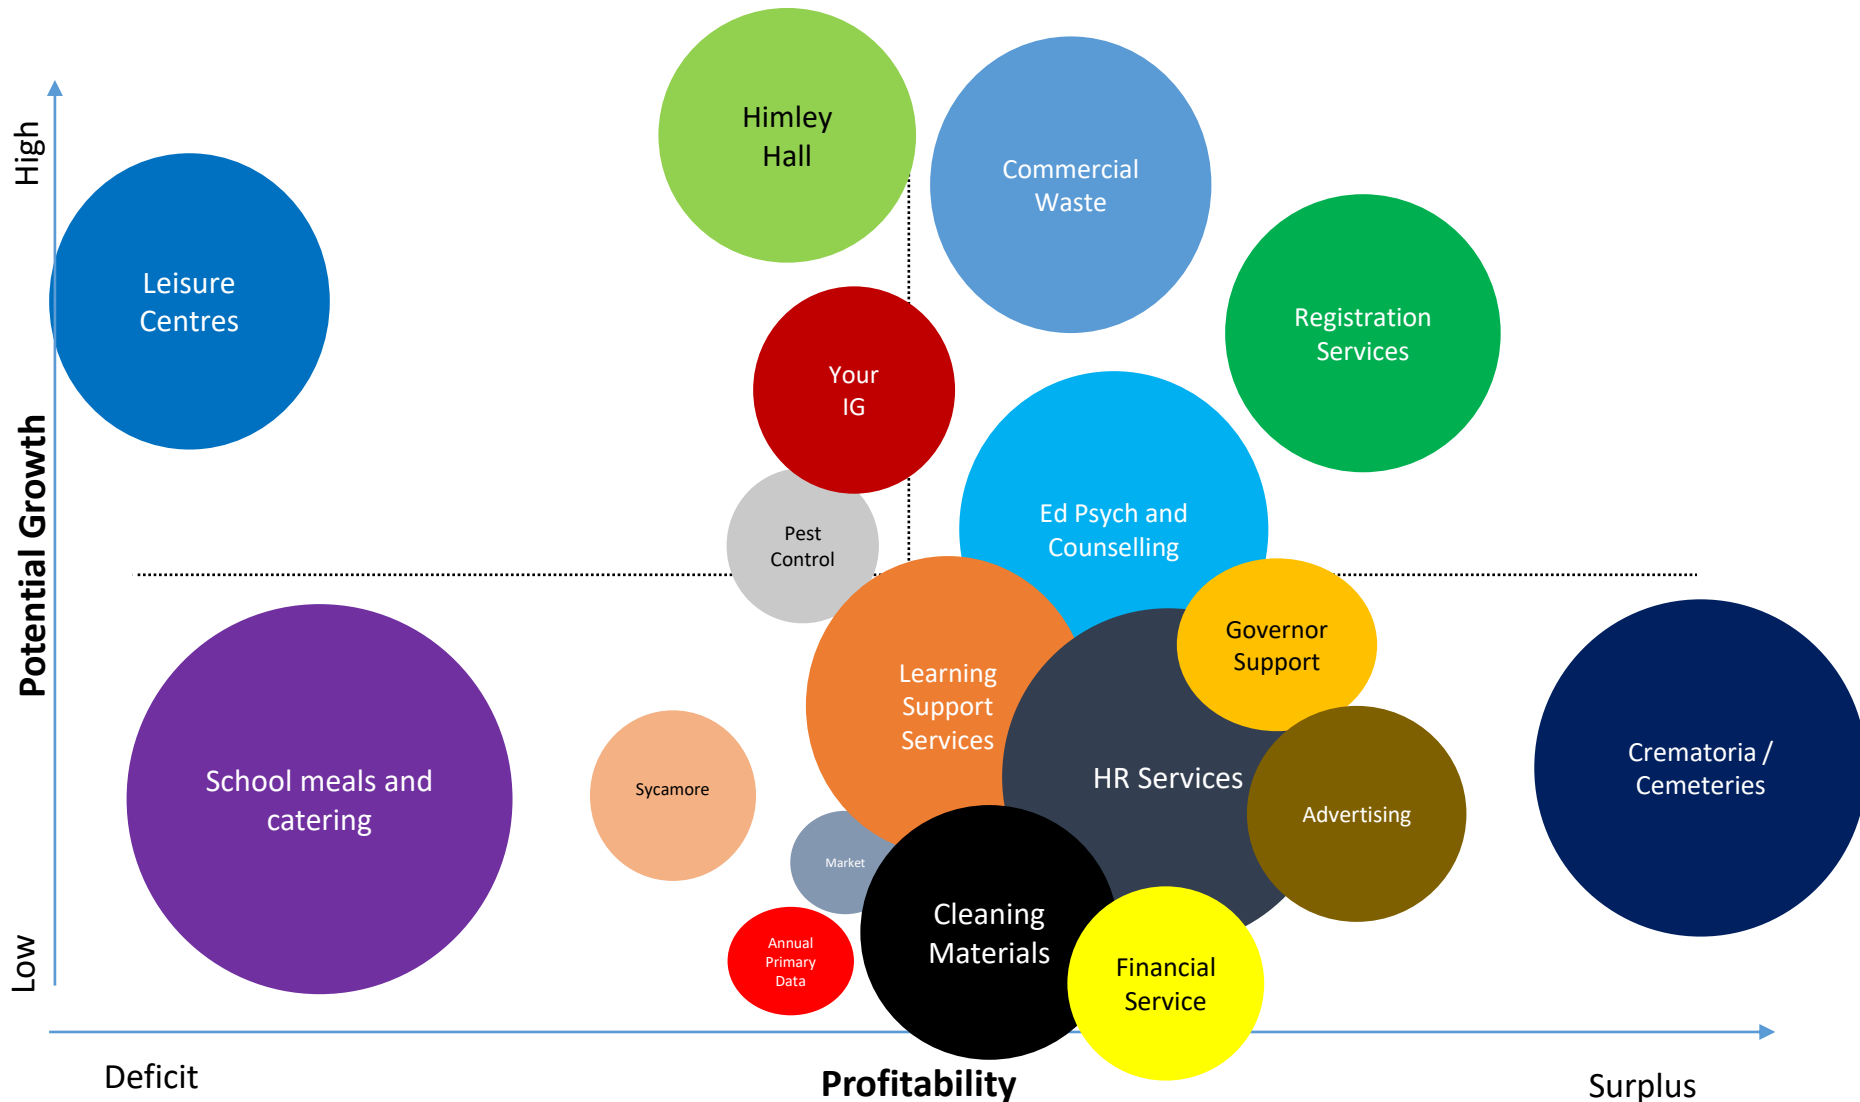 High
Potential Growth
Low
Himley
Hall
Commercial
Waste
Leisure
Centres
Registration
Services
Your
IG
Pest
Control
Ed Psych and
Counselling
Learning
Support
Services
Governor
Support
School meals and
catering
Sycamore
HR Services
Advertising
Crematoria /
Cemeteries
Market
Cleaning
Materials
Annual
Primary
Data
Financial
Service
Deficit
Profitability
Surplus